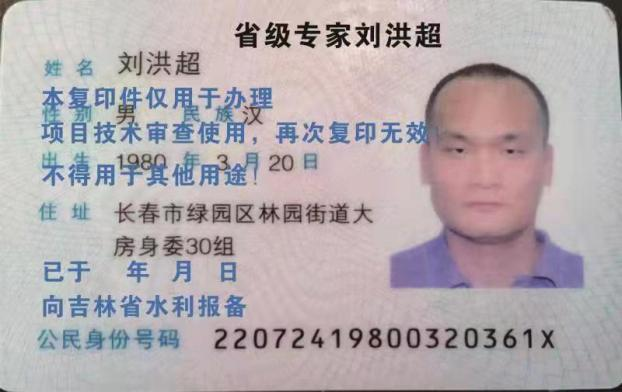 省级专家刘洪超
姓名 刘洪超
本复印件仅用于办理
性别 男 民族 汉
项目技术审查使用，再次复印无效！
出生 1980 年 3 月 20 日
不得用于其他用途！
住址 长春市绿园区林园街道大
房身委30组
已于 年 月 日
向吉林省水利报备
公民身份号码 22072419800320361X